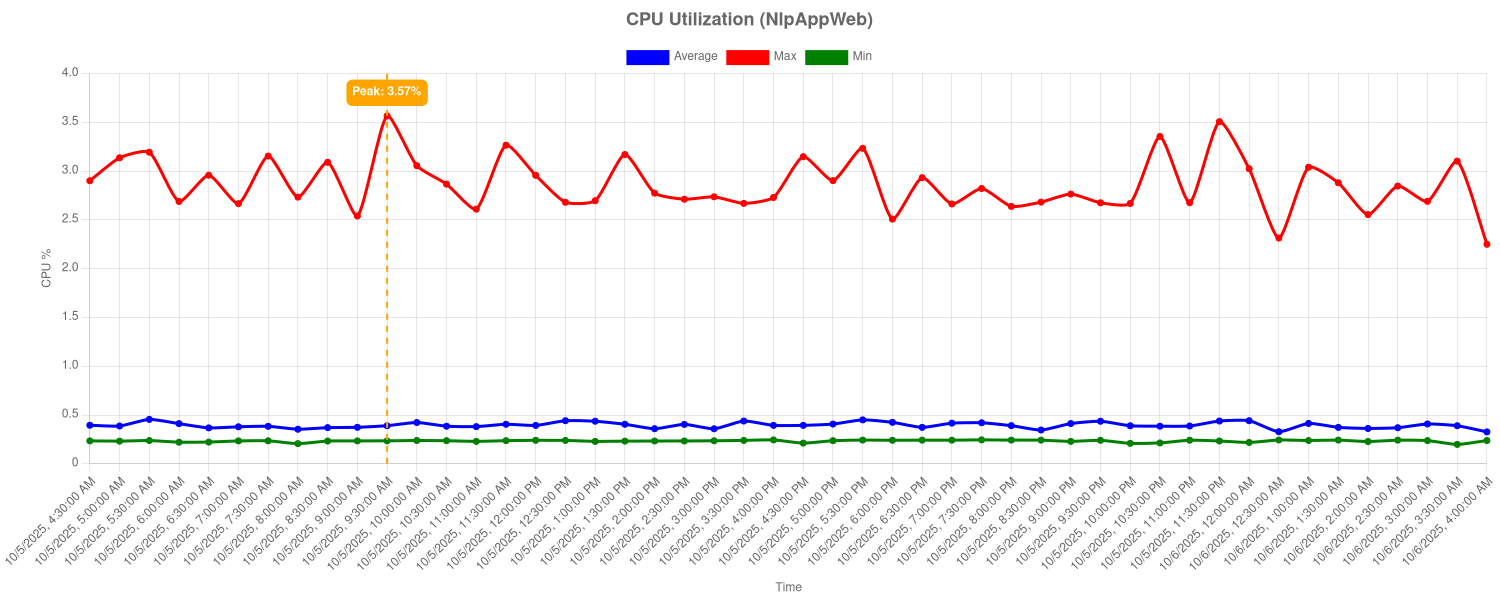 CPU Utilization (NlpAppWeb)
Average Max Min
Peak: 3.57%
4.0
3.5
3.0
2.5
2.0
1.5
1.0
0.5
0
CPU %
10/5/2025, 4:30:00 AM
10/5/2025, 5:00:00 AM
10/5/2025, 5:30:00 AM
10/5/2025, 6:00:00 AM
10/5/2025, 6:30:00 AM
10/5/2025, 7:00:00 AM
10/5/2025, 7:30:00 AM
10/5/2025, 8:00:00 AM
10/5/2025, 8:30:00 AM
10/5/2025, 9:00:00 AM
10/5/2025, 9:30:00 AM
10/5/2025, 10:00:00 AM
10/5/2025, 10:30:00 AM
10/5/2025, 11:00:00 AM
10/5/2025, 11:30:00 AM
10/5/2025, 12:00:00 PM
10/5/2025, 12:30:00 PM
10/5/2025, 1:00:00 PM
10/5/2025, 1:30:00 PM
10/5/2025, 2:00:00 PM
10/5/2025, 2:30:00 PM
10/5/2025, 3:00:00 PM
10/5/2025, 3:30:00 PM
10/5/2025, 4:00:00 PM
10/5/2025, 4:30:00 PM
10/5/2025, 5:00:00 PM
10/5/2025, 5:30:00 PM
10/5/2025, 6:00:00 PM
10/5/2025, 6:30:00 PM
10/5/2025, 7:00:00 PM
10/5/2025, 7:30:00 PM
10/5/2025, 8:00:00 PM
10/5/2025, 8:30:00 PM
10/5/2025, 9:00:00 PM
10/5/2025, 9:30:00 PM
10/5/2025, 10:00:00 PM
10/5/2025, 10:30:00 PM
10/5/2025, 11:00:00 PM
10/5/2025, 11:30:00 PM
10/6/2025, 12:00:00 AM
10/6/2025, 12:30:00 AM
10/6/2025, 1:00:00 AM
10/6/2025, 1:30:00 AM
10/6/2025, 2:00:00 AM
10/6/2025, 2:30:00 AM
10/6/2025, 3:00:00 AM
10/6/2025, 3:30:00 AM
10/6/2025, 4:00:00 AM
Time